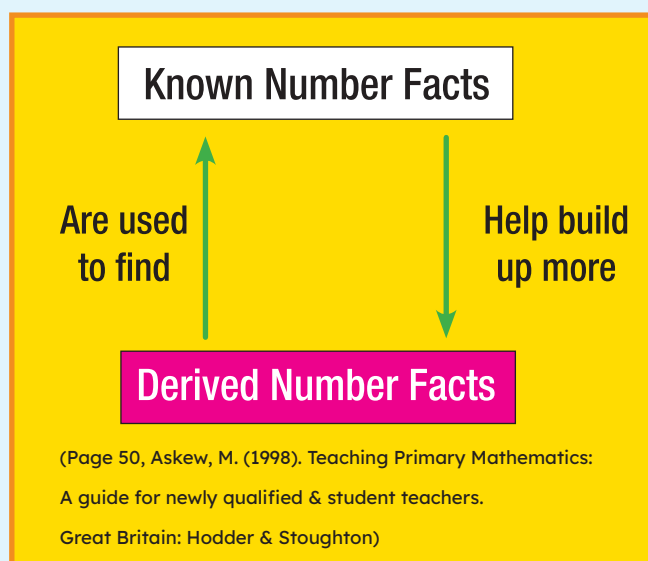 Known Number Facts
Are used
to find
Help build
up more
Derived Number Facts
(Page 50, Askew, M. (1998). Teaching Primary Mathematics:
A guide for newly qualified & student teachers.
Great Britain: Hodder & Stoughton)